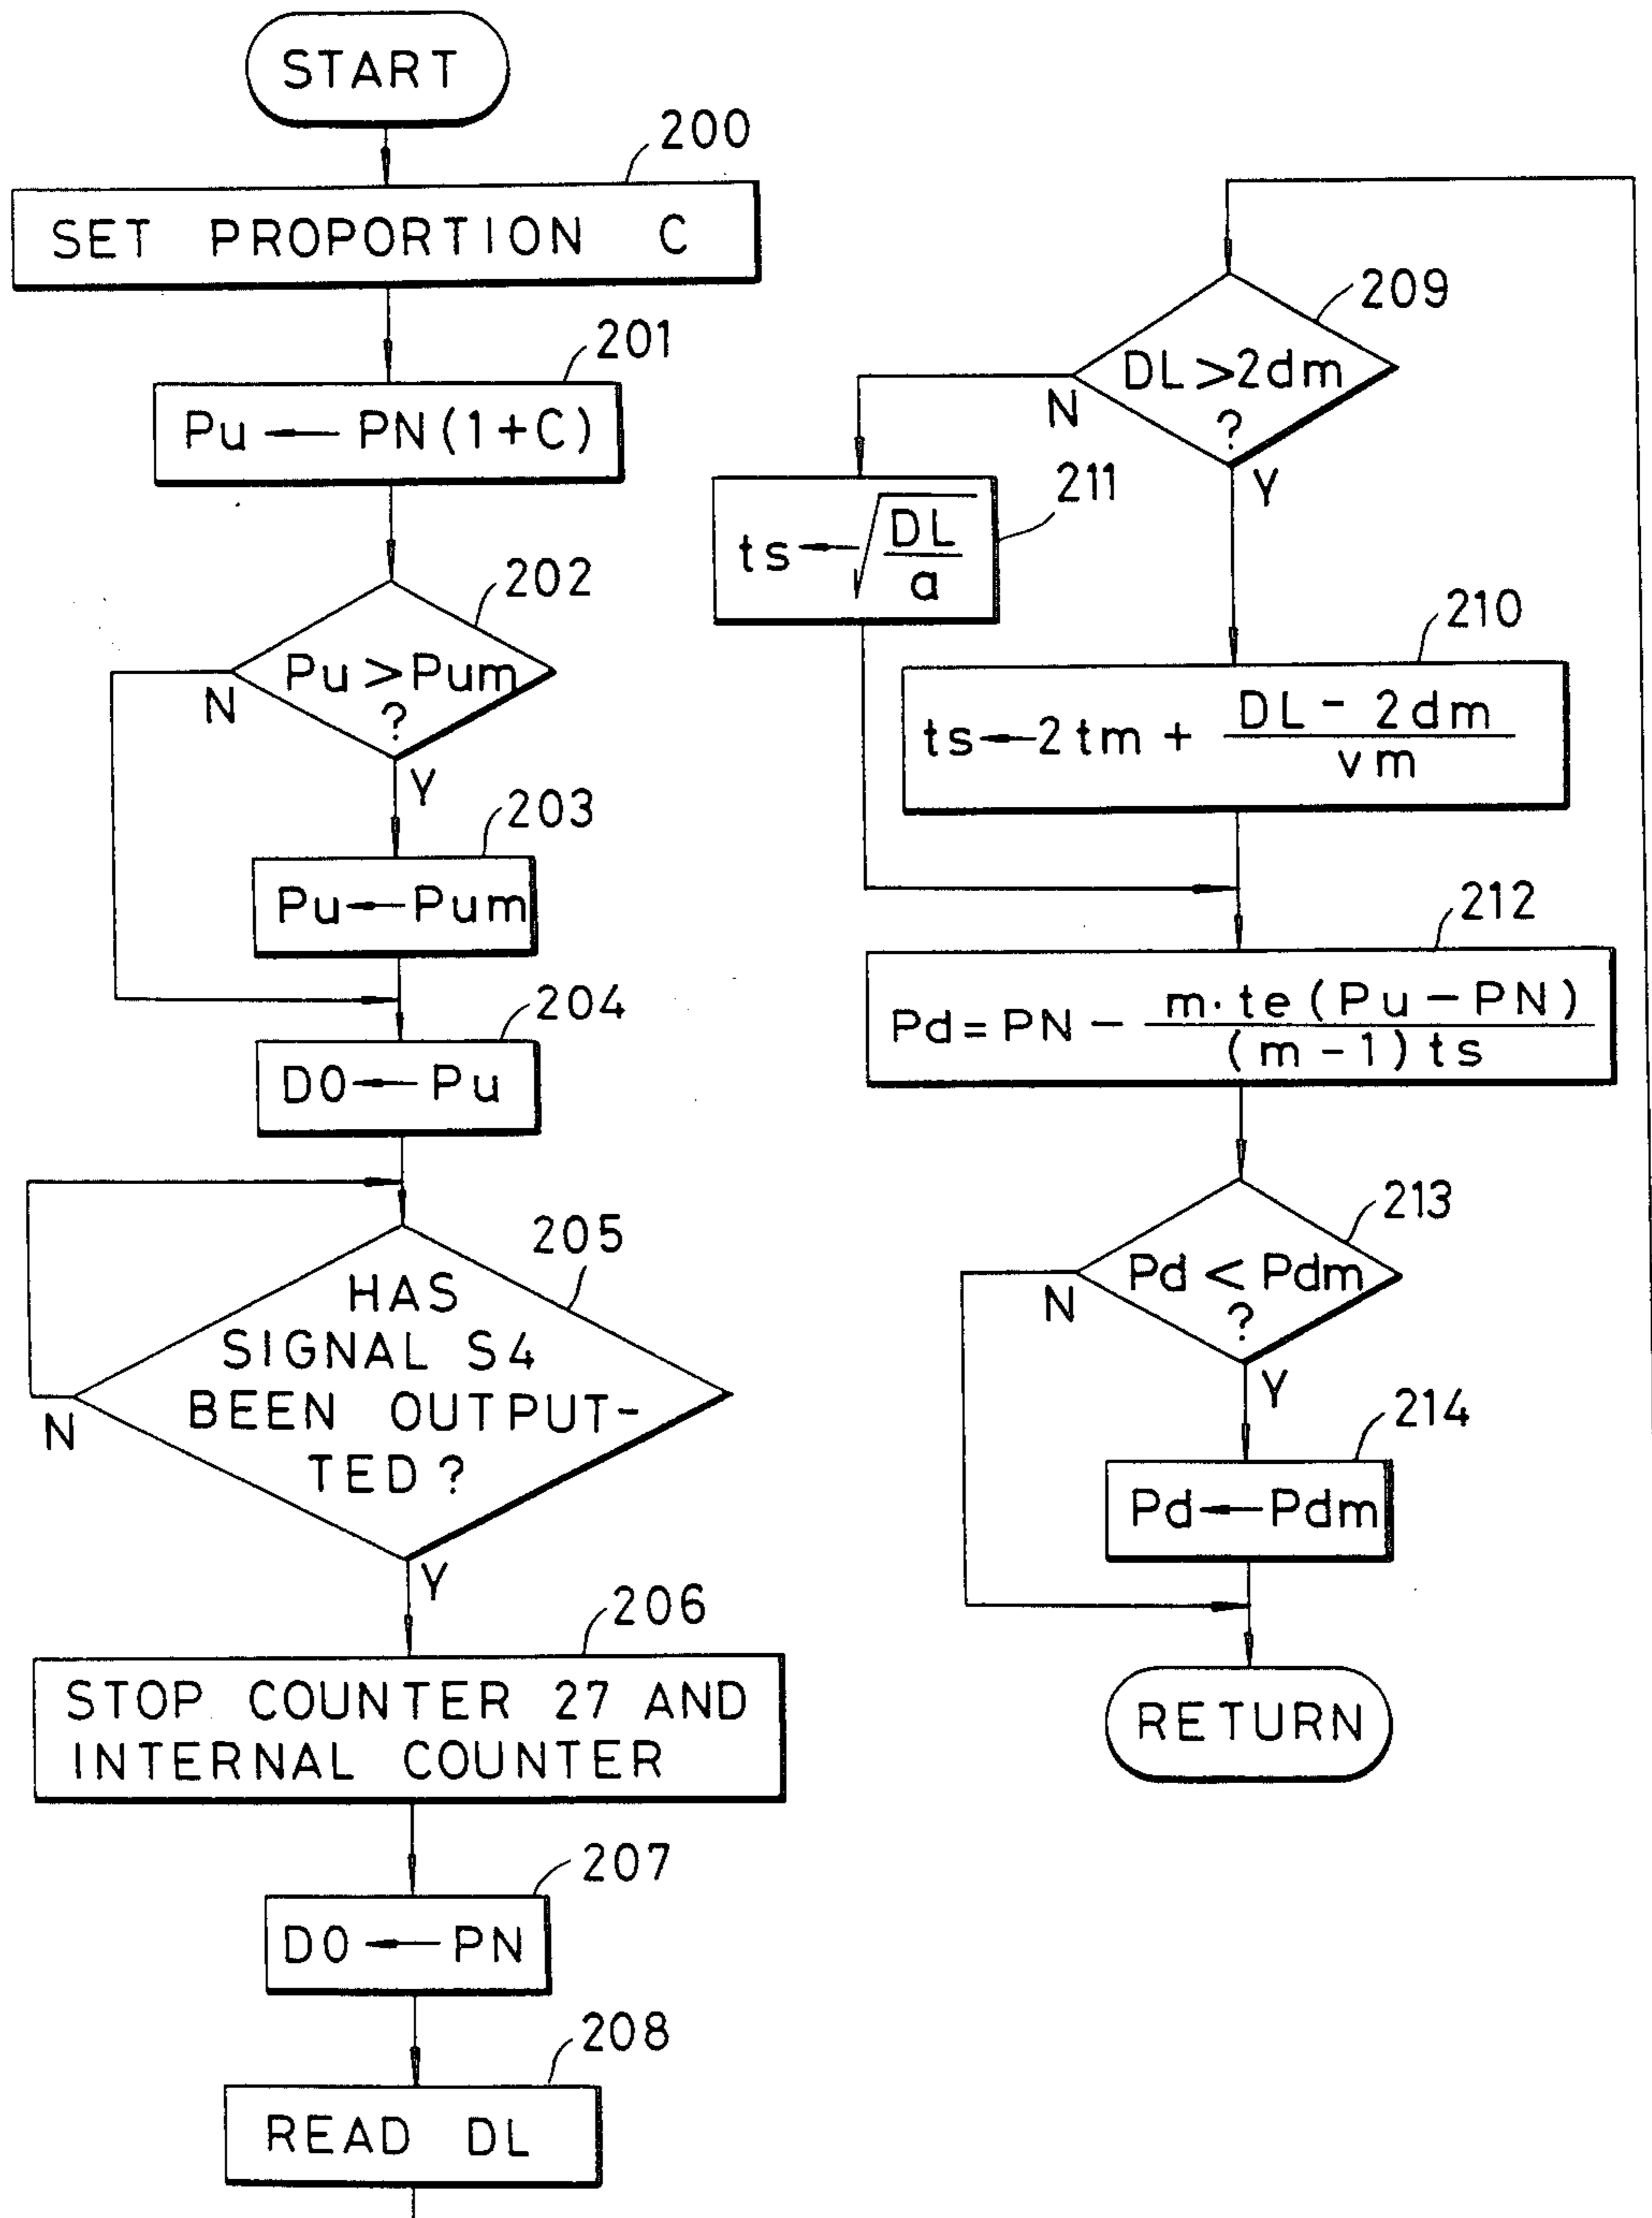 START
200
SET PROPORTION C
201
Pu ← PN(1+C)
202
Pu > Pum
?
N
Y
203
Pu ← Pum
204
DO ← Pu
205
HAS
SIGNAL S4
BEEN OUTPUT-
TED ?
N
Y
206
STOP COUNTER 27 AND
INTERNAL COUNTER
207
DO ← PN
208
READ DL
209
DL > 2dm
?
N
Y
211
ts ← √(DL/a)
210
ts ← 2tm + (DL - 2dm)/vm
212
Pd = PN - m·te(Pu - PN)/(m-1)ts
213
Pd < Pdm
?
N
Y
214
Pd ← Pdm
RETURN